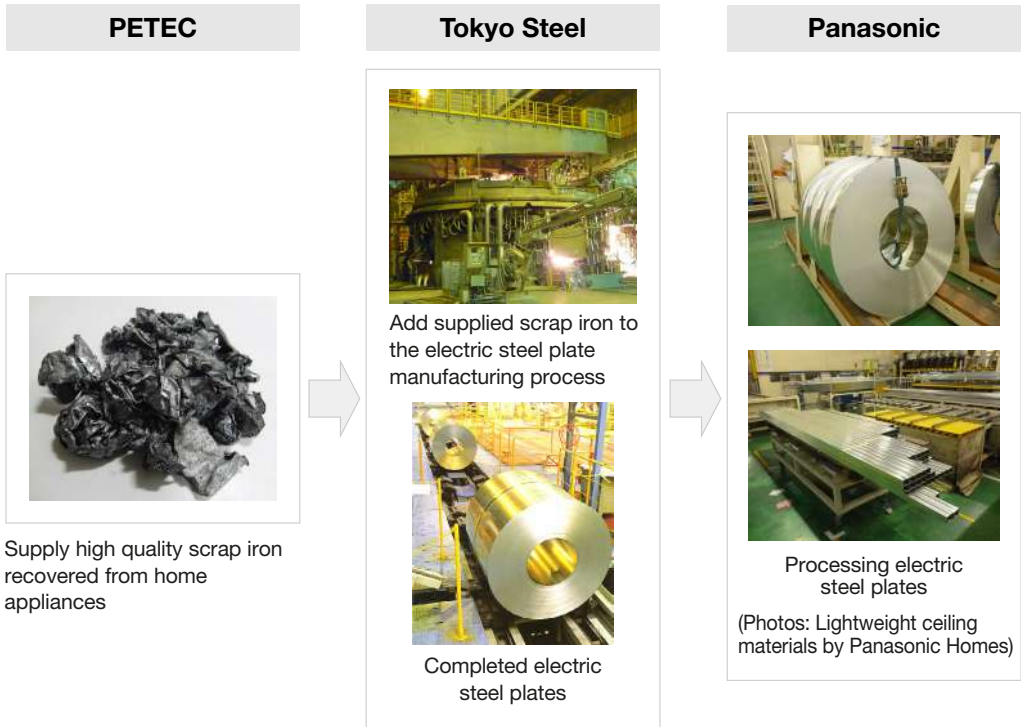 PETEC
Supply high quality scrap iron
recovered from home
appliances
Tokyo Steel
Add supplied scrap iron to
the electric steel plate
manufacturing process
Completed electric
steel plates
Panasonic
Processing electric
steel plates
(Photos: Lightweight ceiling
materials by Panasonic Homes)